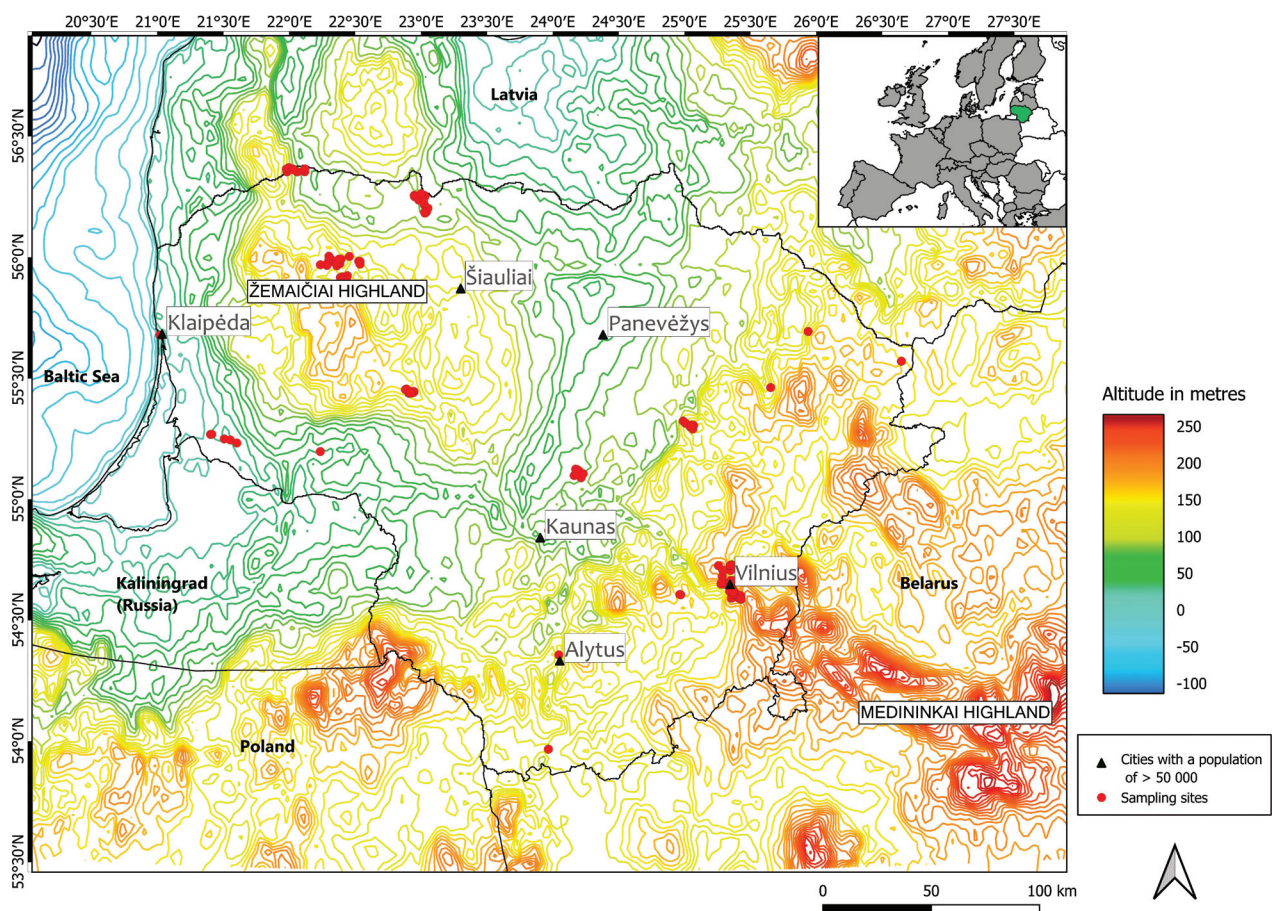 20°30'E 21°0'E 21°30'E 22°0'E 22°30'E 23°0'E 23°30'E 24°0'E 24°30'E 25°0'E 25°30'E 26°0'E 26°30'E 27°0'E 27°30'E
56°30'N
56°0'N
55°30'N
55°0'N
54°30'N
54°0'N
53°30'N
Latvia
Šiauliai
ŽEMAIČIAI HIGHLAND
Klaipėda
Panevėžys
Baltic Sea
Kaunas
Vilnius
Kaliningrad
(Russia)
Belarus
Alytus
MEDININKAI HIGHLAND
Poland
Altitude in metres
250
200
150
100
50
0
-50
-100
Cities with a population
of > 50 000
Sampling sites
0 50 100 km